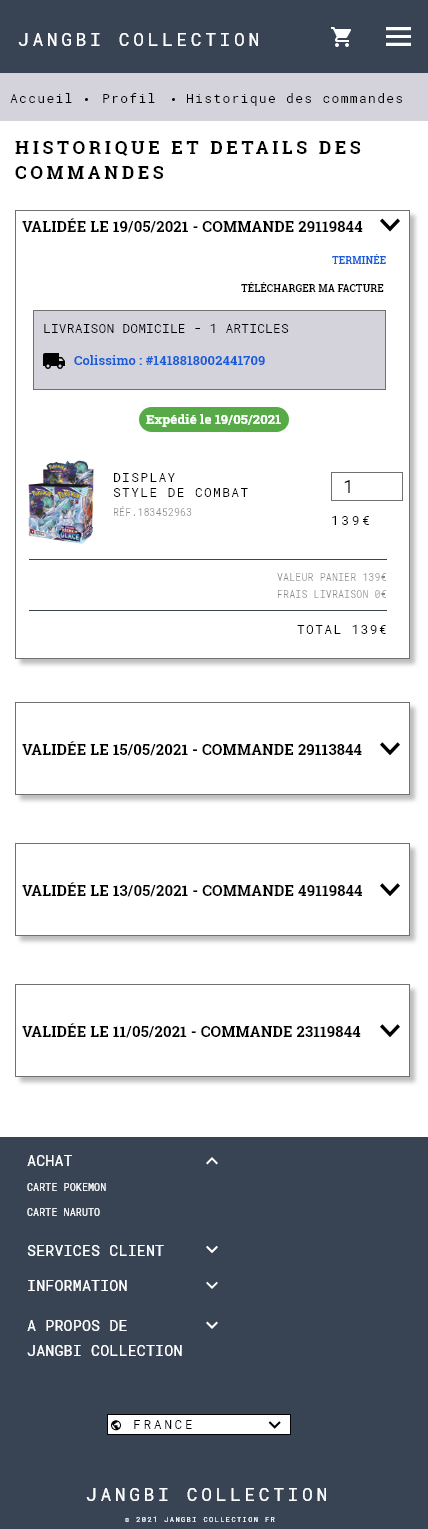 JANGBI COLLECTION
Accueil • Profil • Historique des commandes
HISTORIQUE ET DETAILS DES
COMMANDES
VALIDÉE LE 19/05/2021 - COMMANDE 29119844
TERMINÉE
TÉLÉCHARGER MA FACTURE
LIVRAISON DOMICILE - 1 ARTICLES
Colissimo : #1418818002441709
Expédié le 19/05/2021
DISPLAY
STYLE DE COMBAT
RÉF.183452963
1
139€
VALEUR PANIER 139€
FRAIS LIVRAISON 0€
TOTAL 139€
VALIDÉE LE 15/05/2021 - COMMANDE 29113844
VALIDÉE LE 13/05/2021 - COMMANDE 49119844
VALIDÉE LE 11/05/2021 - COMMANDE 23119844
ACHAT
CARTE POKEMON
CARTE NARUTO
SERVICES CLIENT
INFORMATION
A PROPOS DE
JANGBI COLLECTION
FRANCE
JANGBI COLLECTION
© 2021 JANGBI COLLECTION FR